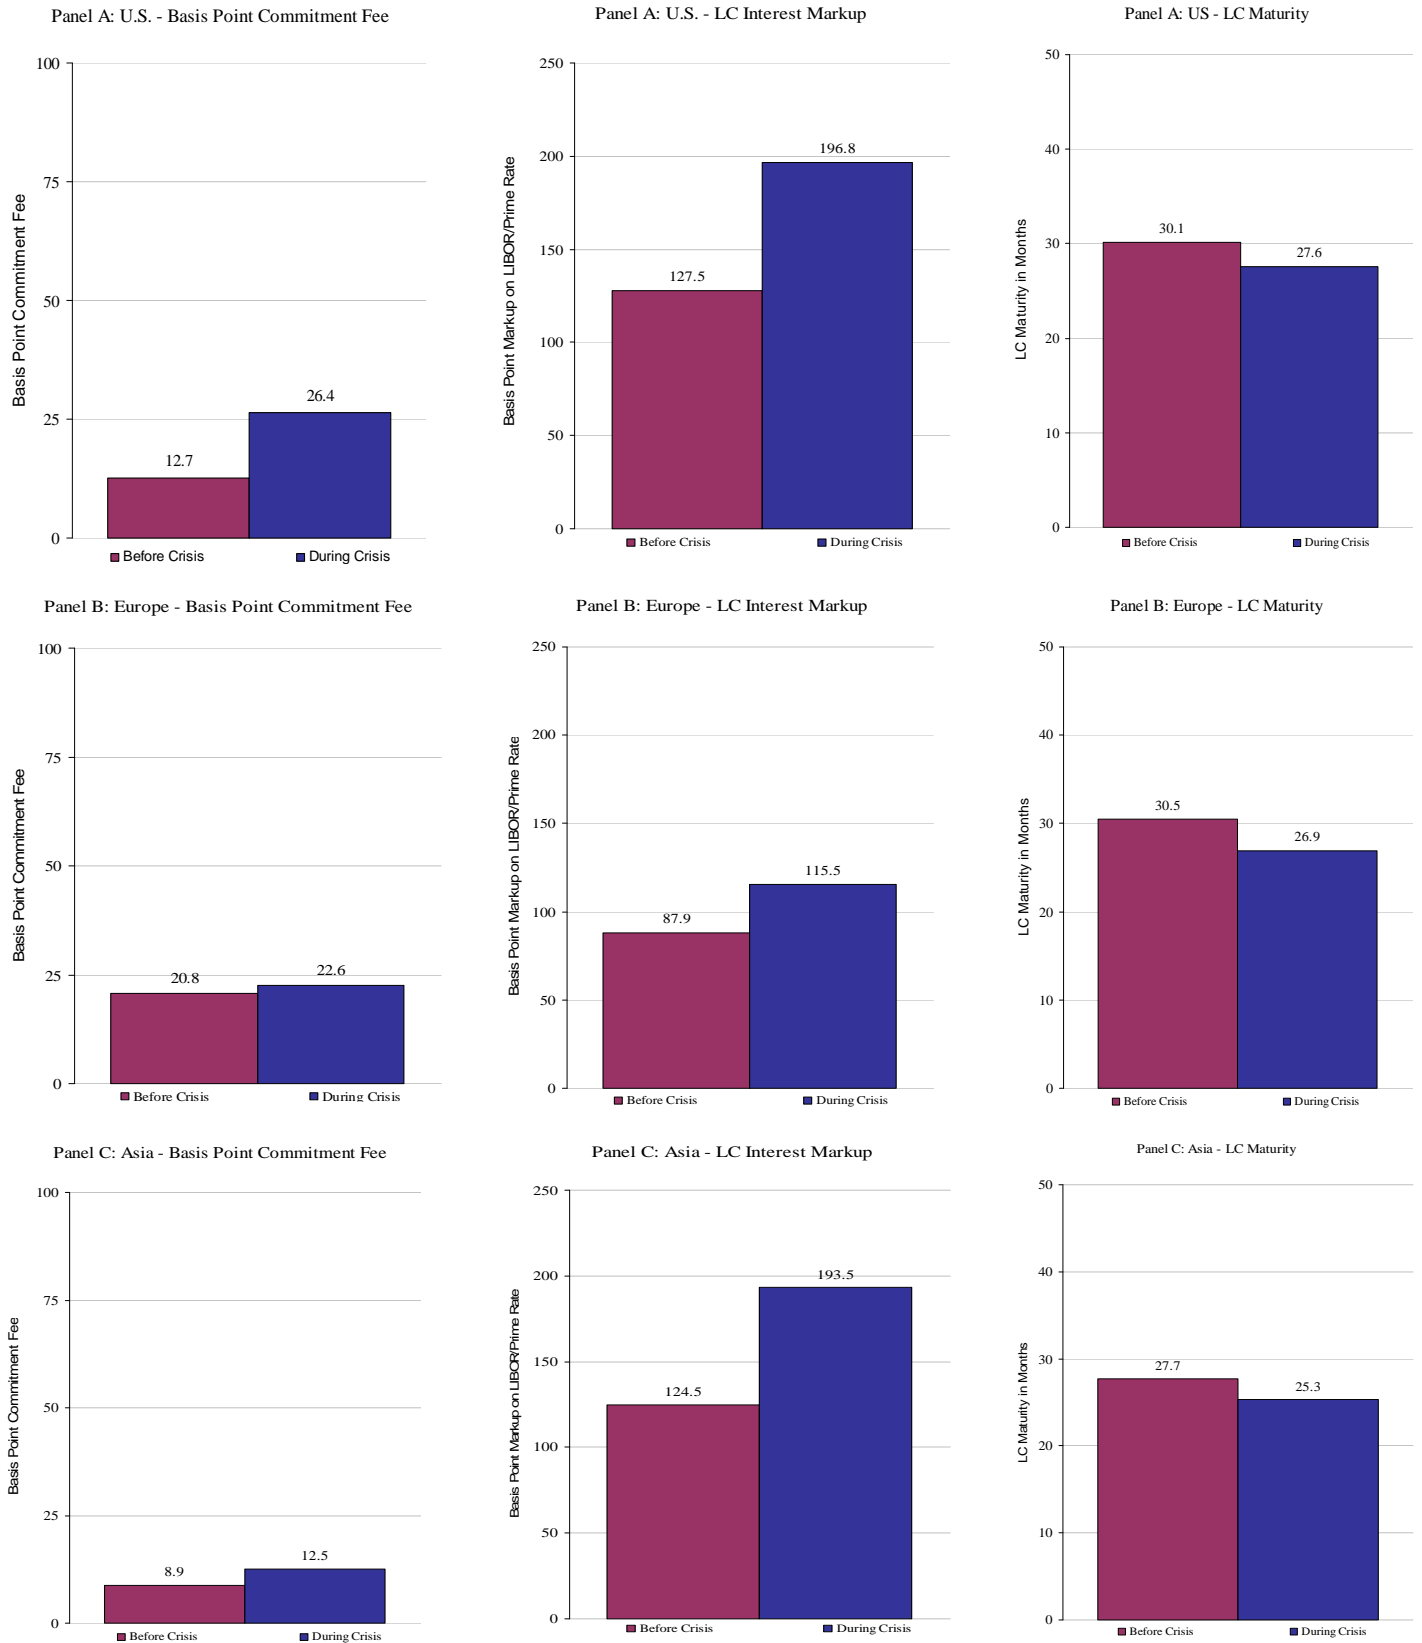 Panel A: U.S. - Basis Point Commitment Fee
Basis Point Commitment Fee
100
75
50
25
0
12.7
26.4
Before Crisis
During Crisis
Panel A: U.S. - LC Interest Markup
Basis Point Markup on LIBOR/Prime Rate
250
200
150
100
50
0
127.5
196.8
Before Crisis
During Crisis
Panel A: US - LC Maturity
LC Maturity in Months
50
40
30
20
10
0
30.1
27.6
Before Crisis
During Crisis
Panel B: Europe - Basis Point Commitment Fee
Basis Point Commitment Fee
100
75
50
25
0
20.8
22.6
Before Crisis
During Crisis
Panel B: Europe - LC Interest Markup
Basis Point Markup on LIBOR/Prime Rate
250
200
150
100
50
0
87.9
115.5
Before Crisis
During Crisis
Panel B: Europe - LC Maturity
LC Maturity in Months
50
40
30
20
10
0
30.5
26.9
Before Crisis
During Crisis
Panel C: Asia - Basis Point Commitment Fee
Basis Point Commitment Fee
100
75
50
25
0
8.9
12.5
Before Crisis
During Crisis
Panel C: Asia - LC Interest Markup
Basis Point Markup on LIBOR/Prime Rate
250
200
150
100
50
0
124.5
193.5
Before Crisis
During Crisis
Panel C: Asia - LC Maturity
LC Maturity in Months
50
40
30
20
10
0
27.7
25.3
Before Crisis
During Crisis